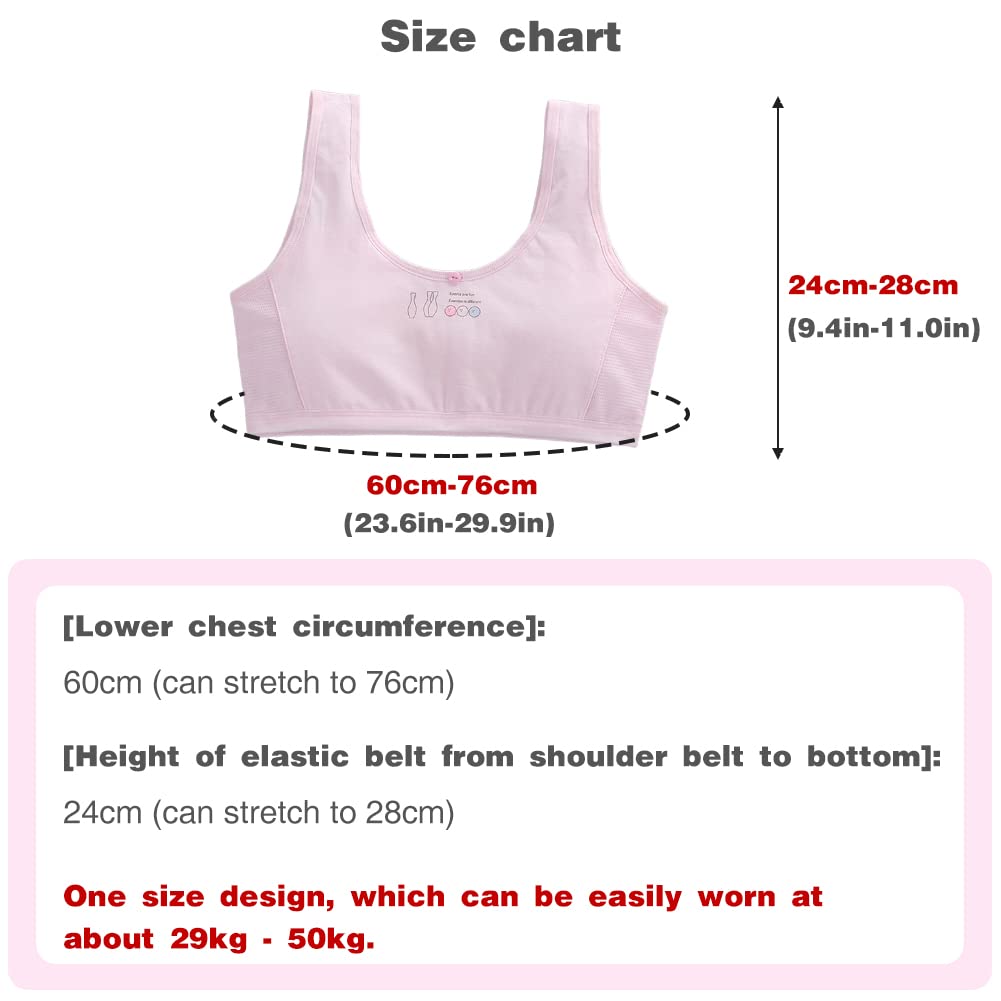 Size chart
24cm-28cm
(9.4in-11.0in)
60cm-76cm
(23.6in-29.9in)
[Lower chest circumference]:
60cm (can stretch to 76cm)
[Height of elastic belt from shoulder belt to bottom]:
24cm (can stretch to 28cm)
One size design, which can be easily worn at
about 29kg - 50kg.